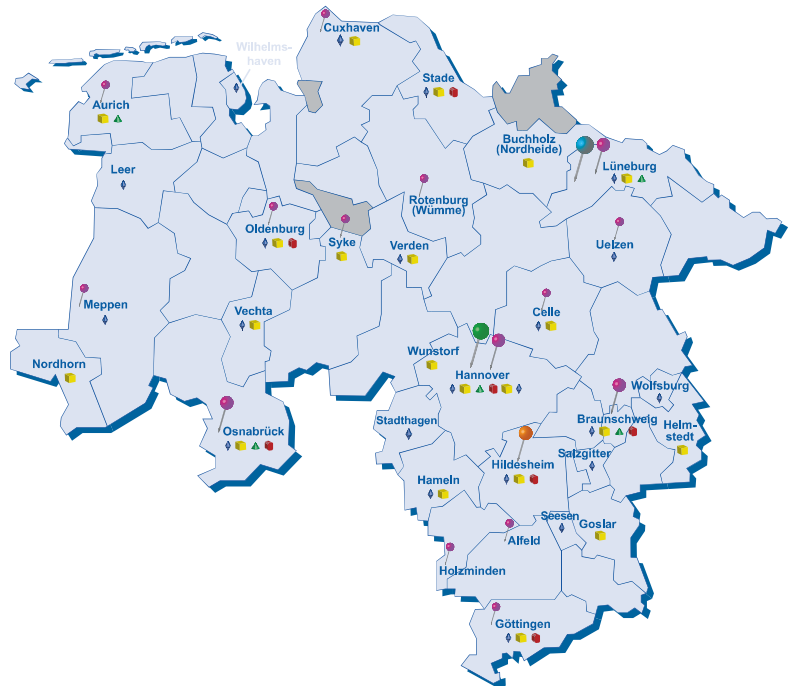 Cuxhaven
Wilhelms-
haven
Stade
Aurich
Buchholz
(Nordheide)
Lüneburg
Leer
Rotenburg
(Wümme)
Oldenburg
Syke
Verden
Uelzen
Meppen
Vechta
Celle
Wunstorf
Nordhorn
Hannover
Wolfsburg
Stadthagen
Braunschweig
Helm-
stedt
Osnabrück
Salzgitter
Hildesheim
Hameln
Seesen
Goslar
Alfeld
Holzminden
Göttingen